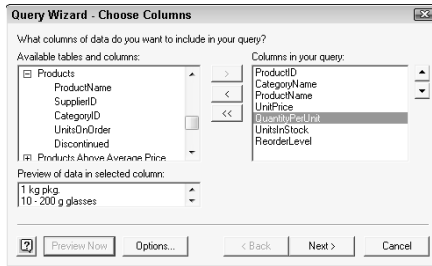 Query Wizard - Choose Columns
What columns of data do you want to include in your query?
Available tables and columns:
Products
ProductName
SupplierID
CategoryID
UnitsOnOrder
Discontinued
Products Above Average Price
>
<
<<
Columns in your query:
ProductID
CategoryName
ProductName
UnitPrice
QuantityPerUnit
UnitsInStock
ReorderLevel
Preview of data in selected column:
1 kg pkg.
10 - 200 g glasses
Preview Now
Options...
< Back
Next >
Cancel